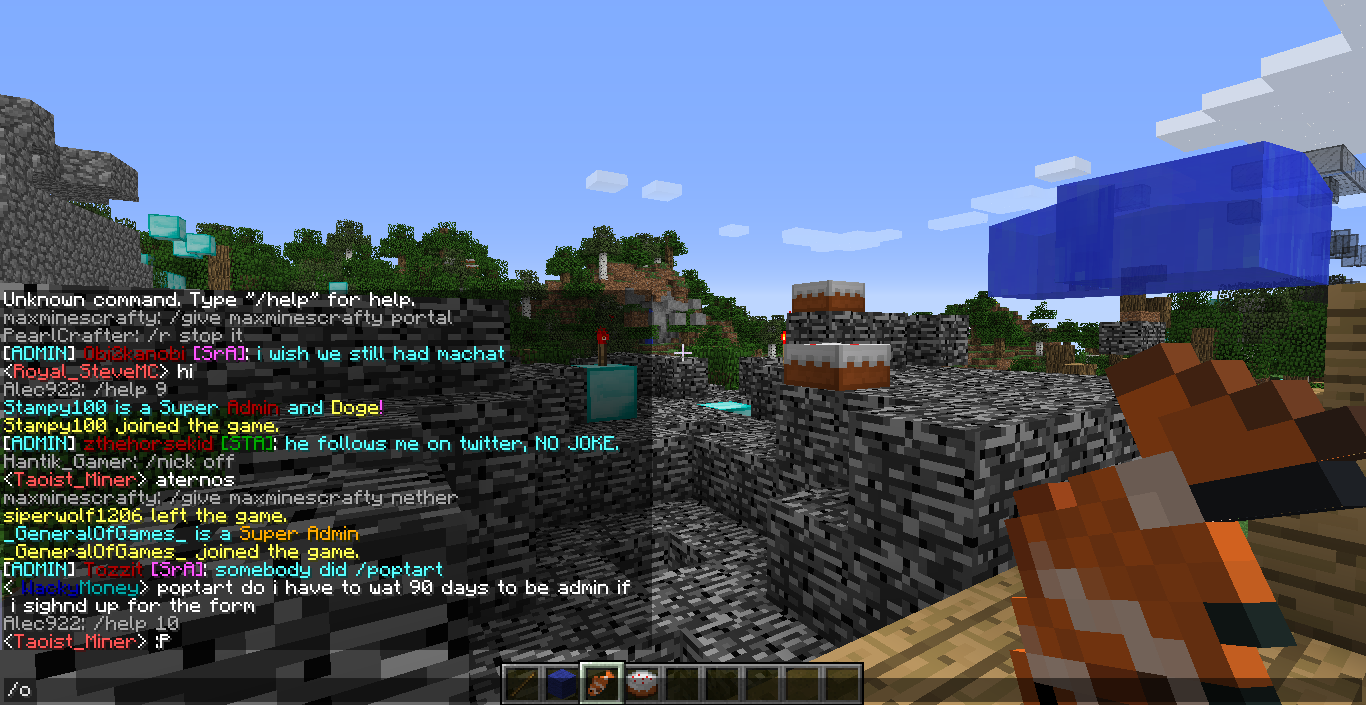 Unknown command. Type "/help" for help.
maxminescrafty: /give maxminescrafty portal
PearlCrafter: /r stop it
[ADMIN] Obi2kanobi [SrA]: i wish we still had machat
<Royal_SteveMC> hi
Alec922: /help 9
Stampy100 is a Super Admin and Doge!
Stampy100 joined the game.
[ADMIN] zthehorsekid [STA]: he follows me on twitter, NO JOKE.
Hantik_Gamer: /nick off
<Taoist_Miner> aternos
maxminescrafty: /give maxminescrafty nether
siperwolf1206 left the game.
_GeneralOfGames_ is a Super Admin
_GeneralOfGames_ joined the game.
[ADMIN] Tozzit [SrA]: somebody did /poptart
< WackyMoney> poptart do i have to wat 90 days to be admin if
i sighnd up for the form
Alec922: /help 10
<Taoist_Miner> :P
/o